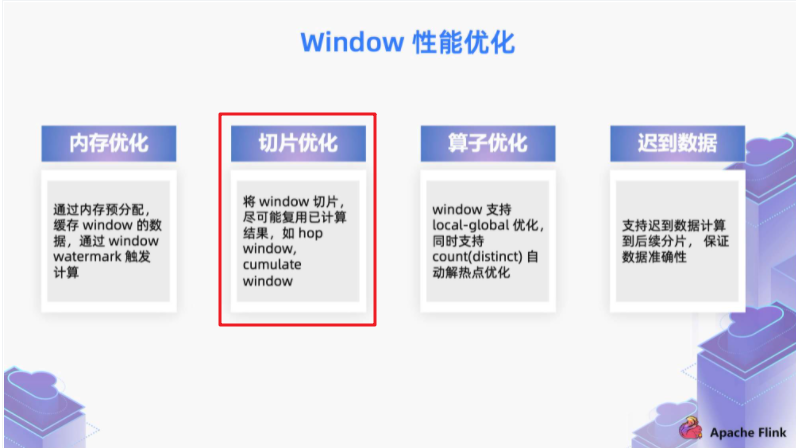 Window 性能优化
内存优化
通过内存预分配，
缓存 window 的数
据，通过 window
watermark 触发
计算
切片优化
将 window 切片，
尽可能复用已计算
结果，如 hop
window,
cumulate
window
算子优化
window 支持
local-global 优化，
同时支持
count(distinct) 自
动解热点优化
迟到数据
支持迟到数据计算
到后续分片， 保证
数据准确性
Apache Flink